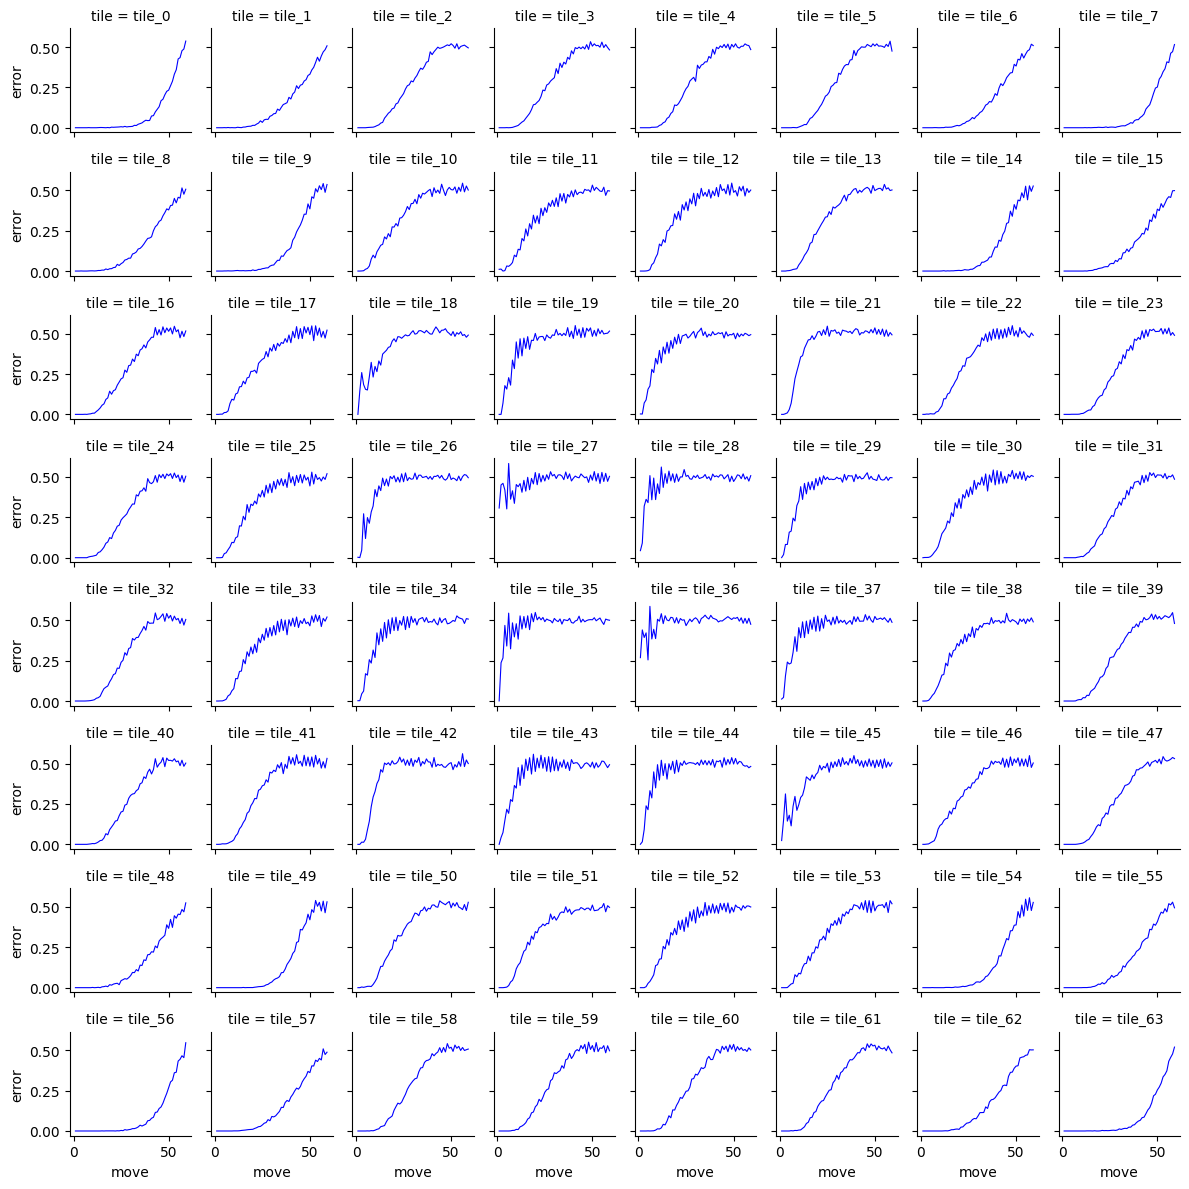 tile = tile_0 tile = tile_1 tile = tile_2 tile = tile_3 tile = tile_4 tile = tile_5 tile = tile_6 tile = tile_7
0.50
0.25
0.00
error
tile = tile_8 tile = tile_9 tile = tile_10 tile = tile_11 tile = tile_12 tile = tile_13 tile = tile_14 tile = tile_15
0.50
0.25
0.00
error
tile = tile_16 tile = tile_17 tile = tile_18 tile = tile_19 tile = tile_20 tile = tile_21 tile = tile_22 tile = tile_23
0.50
0.25
0.00
error
tile = tile_24 tile = tile_25 tile = tile_26 tile = tile_27 tile = tile_28 tile = tile_29 tile = tile_30 tile = tile_31
0.50
0.25
0.00
error
tile = tile_32 tile = tile_33 tile = tile_34 tile = tile_35 tile = tile_36 tile = tile_37 tile = tile_38 tile = tile_39
0.50
0.25
0.00
error
tile = tile_40 tile = tile_41 tile = tile_42 tile = tile_43 tile = tile_44 tile = tile_45 tile = tile_46 tile = tile_47
0.50
0.25
0.00
error
tile = tile_48 tile = tile_49 tile = tile_50 tile = tile_51 tile = tile_52 tile = tile_53 tile = tile_54 tile = tile_55
0.50
0.25
0.00
error
tile = tile_56 tile = tile_57 tile = tile_58 tile = tile_59 tile = tile_60 tile = tile_61 tile = tile_62 tile = tile_63
0.50
0.25
0.00
error
0 50 0 50 0 50 0 50 0 50 0 50 0 50 0 50
move move move move move move move move